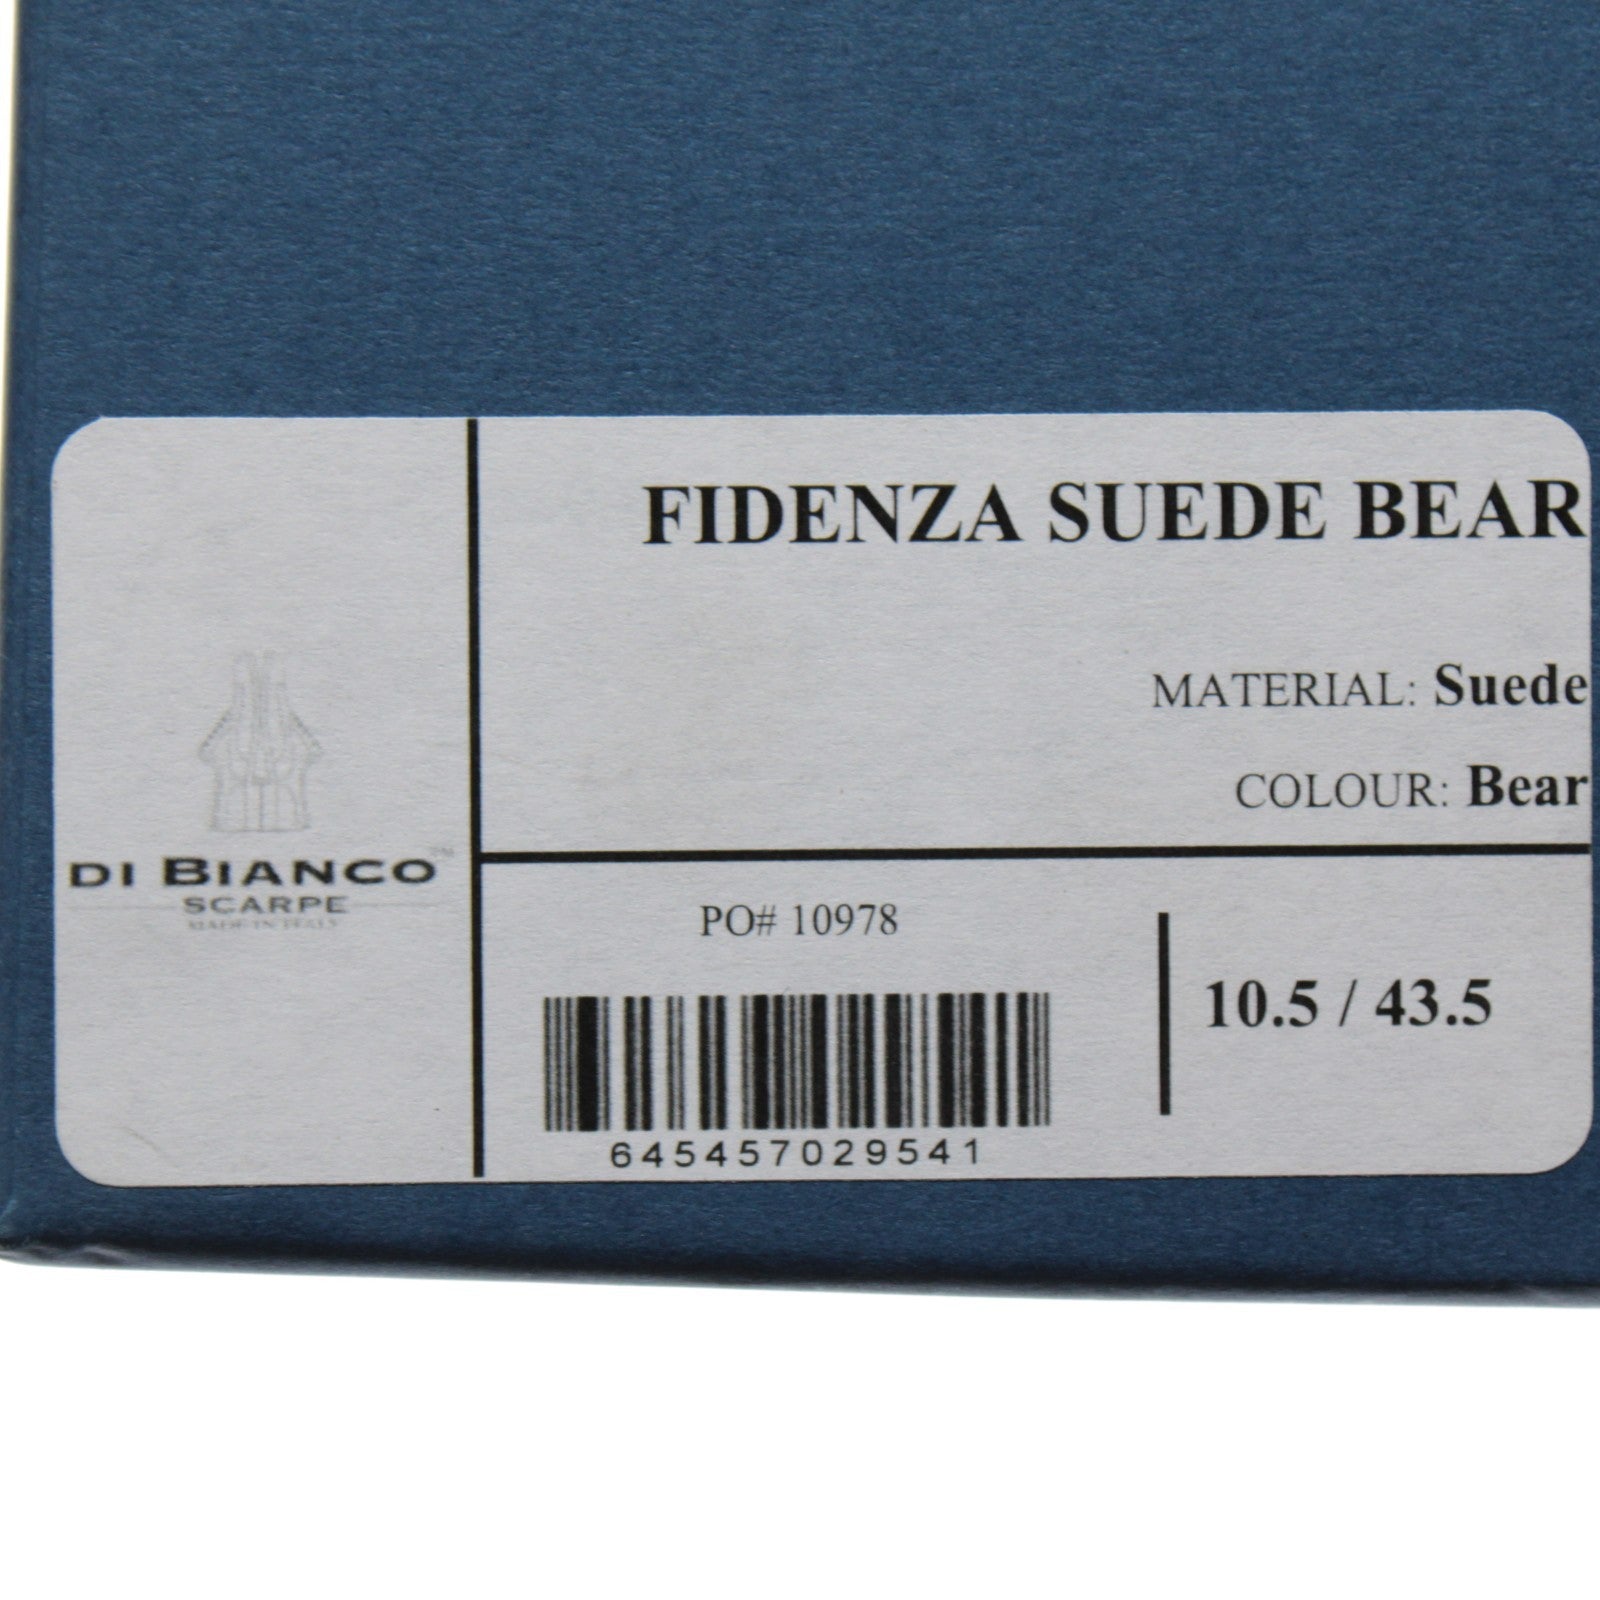 FIDENZA SUEDE BEAR
MATERIAL: Suede
COLOUR: Bear
DI BIANCO™
SCARPE
MADE IN ITALY
PO# 10978
645457029541
10.5 / 43.5